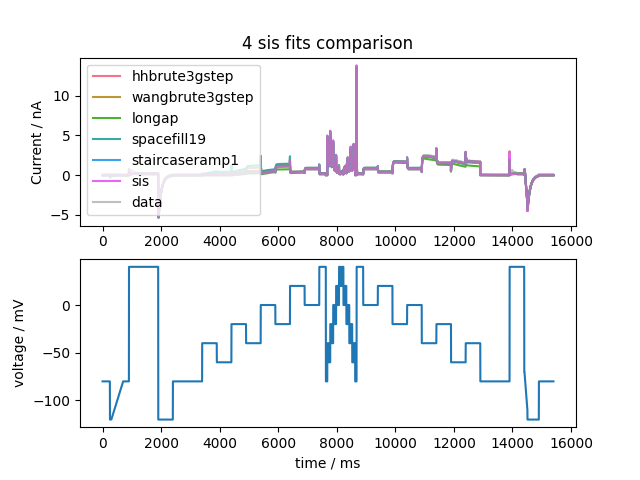 4 sis fits comparison
Current / nA
10
5
0
−5
hhbrute3gstep
wangbrute3gstep
longap
spacefill19
staircaseramp1
sis
data
0 2000 4000 6000 8000 10000 12000 14000 16000
voltage / mV
0
−50
−100
0 2000 4000 6000 8000 10000 12000 14000 16000
time / ms